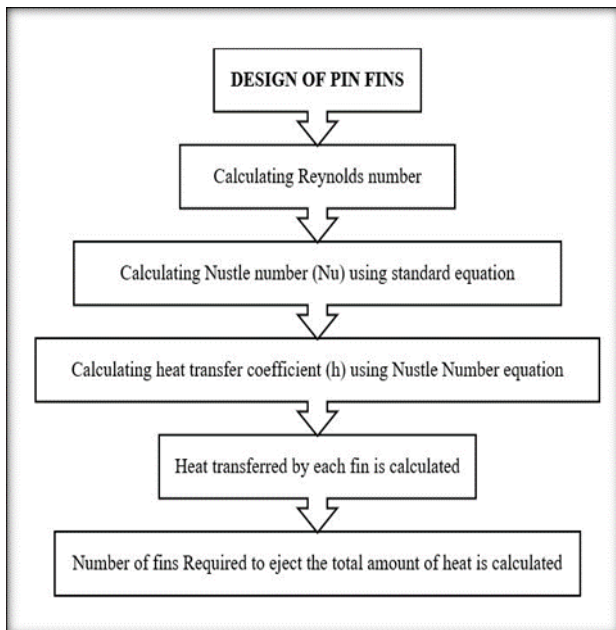 DESIGN OF PIN FINS
Calculating Reynolds number
Calculating Nustle number (Nu) using standard equation
Calculating heat transfer coefficient (h) using Nustle Number equation
Heat transferred by each fin is calculated
Number of fins Required to eject the total amount of heat is calculated